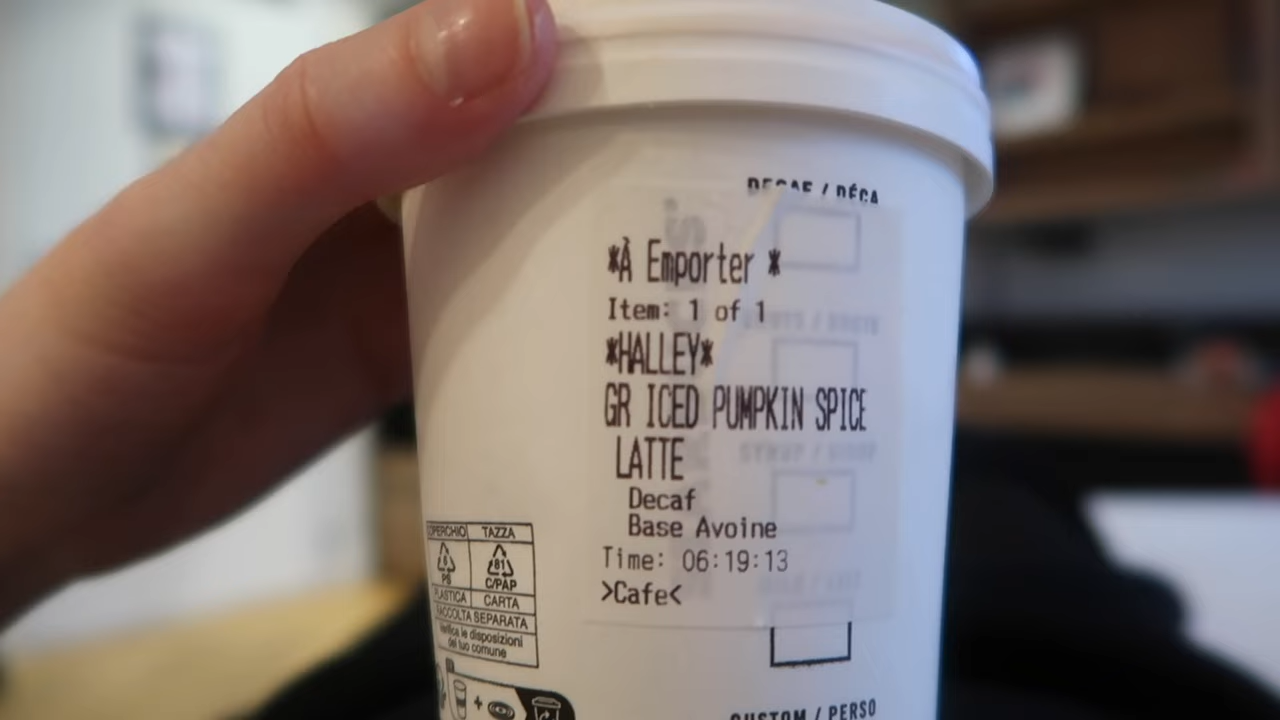 DECAF / DÉCA
*À Emporter *
Item: 1 of 1
*HALLEY*
GR ICED PUMPKIN SPICE
LATTE
Decaf
Base Avoine
Time: 06:19:13
>Cafe<
COPERCHIO TAZZA
6 81
PS C/PAP
PLASTICA CARTA
RACCOLTA SEPARATA
Verifica le disposizioni
del tuo comune
CUSTOM / PERSO